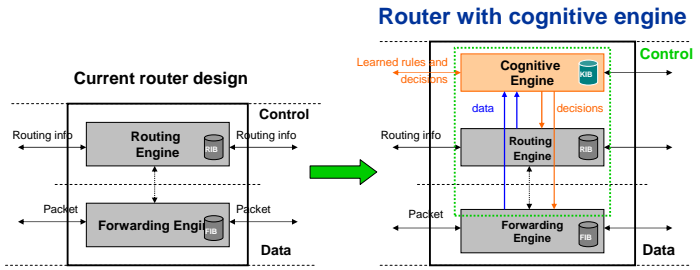 Router with cognitive engine
Current router design
Control
Routing info
Routing
Engine
RIB
Routing info
Packet
Forwarding Engine
FIB
Packet
Data
Control
Learned rules and
decisions
Cognitive
Engine
KIB
data
decisions
Routing info
Routing
Engine
RIB
Packet
Forwarding
Engine
FIB
Data